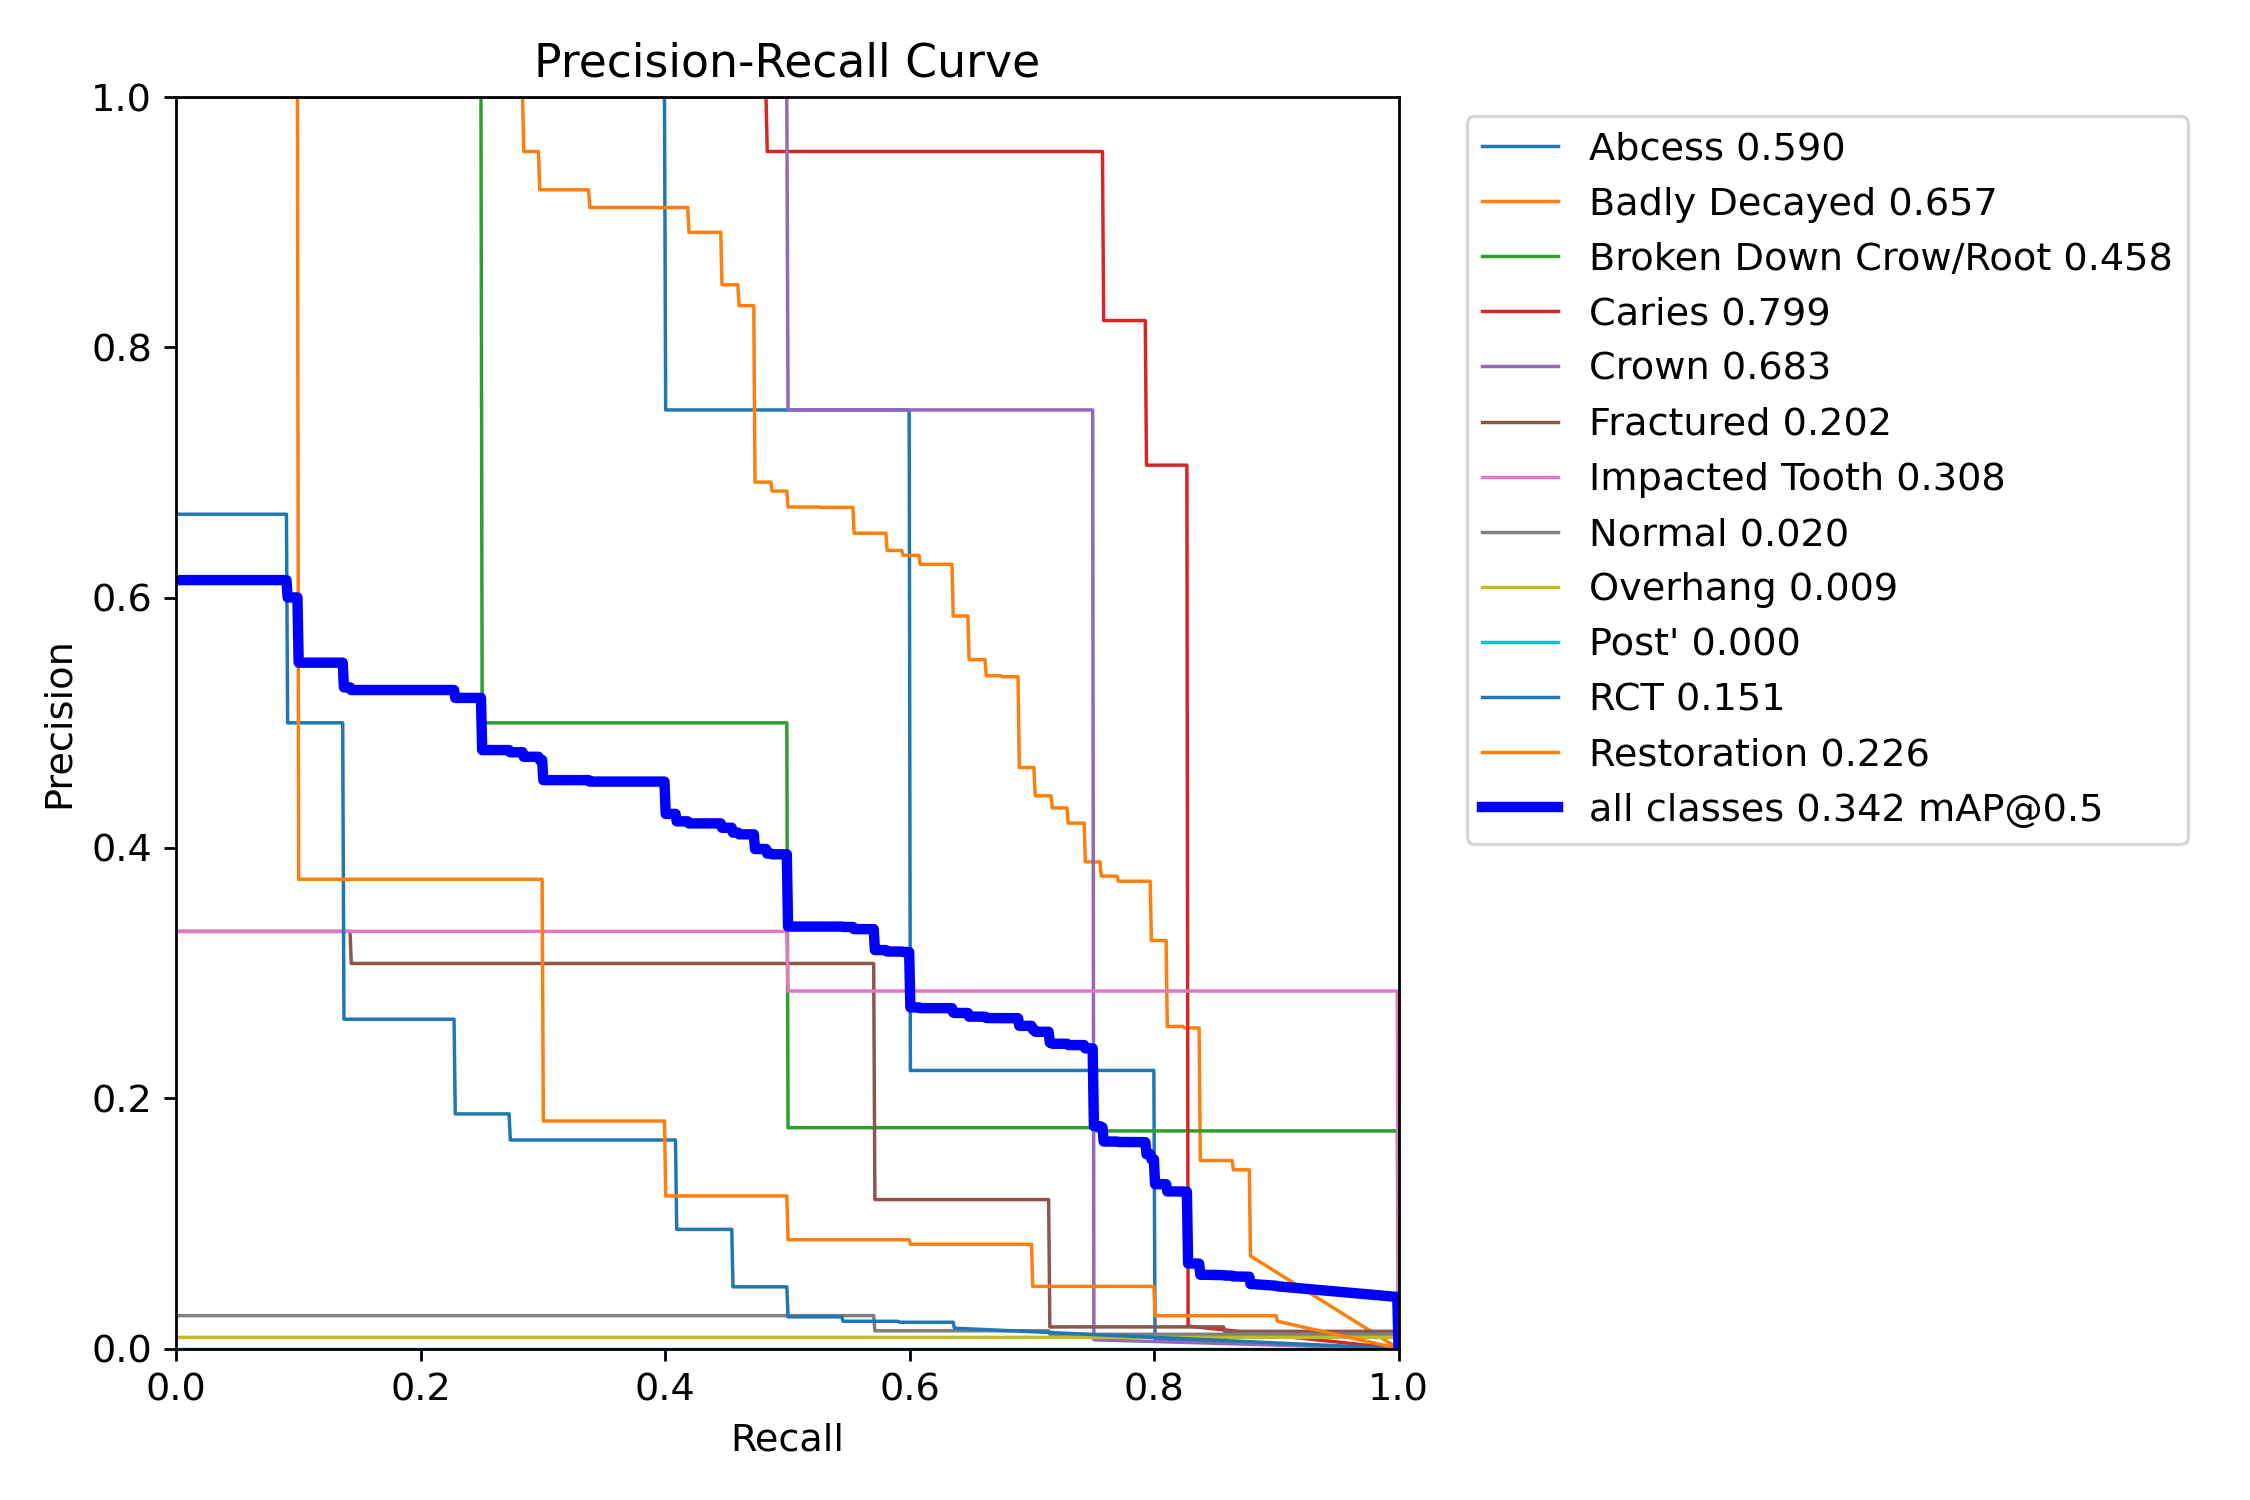 Precision-Recall Curve
1.0
0.8
0.6
0.4
0.2
0.0
Precision
0.0 0.2 0.4 0.6 0.8 1.0
Recall
Abcess 0.590
Badly Decayed 0.657
Broken Down Crow/Root 0.458
Caries 0.799
Crown 0.683
Fractured 0.202
Impacted Tooth 0.308
Normal 0.020
Overhang 0.009
Post' 0.000
RCT 0.151
Restoration 0.226
all classes 0.342 mAP@0.5